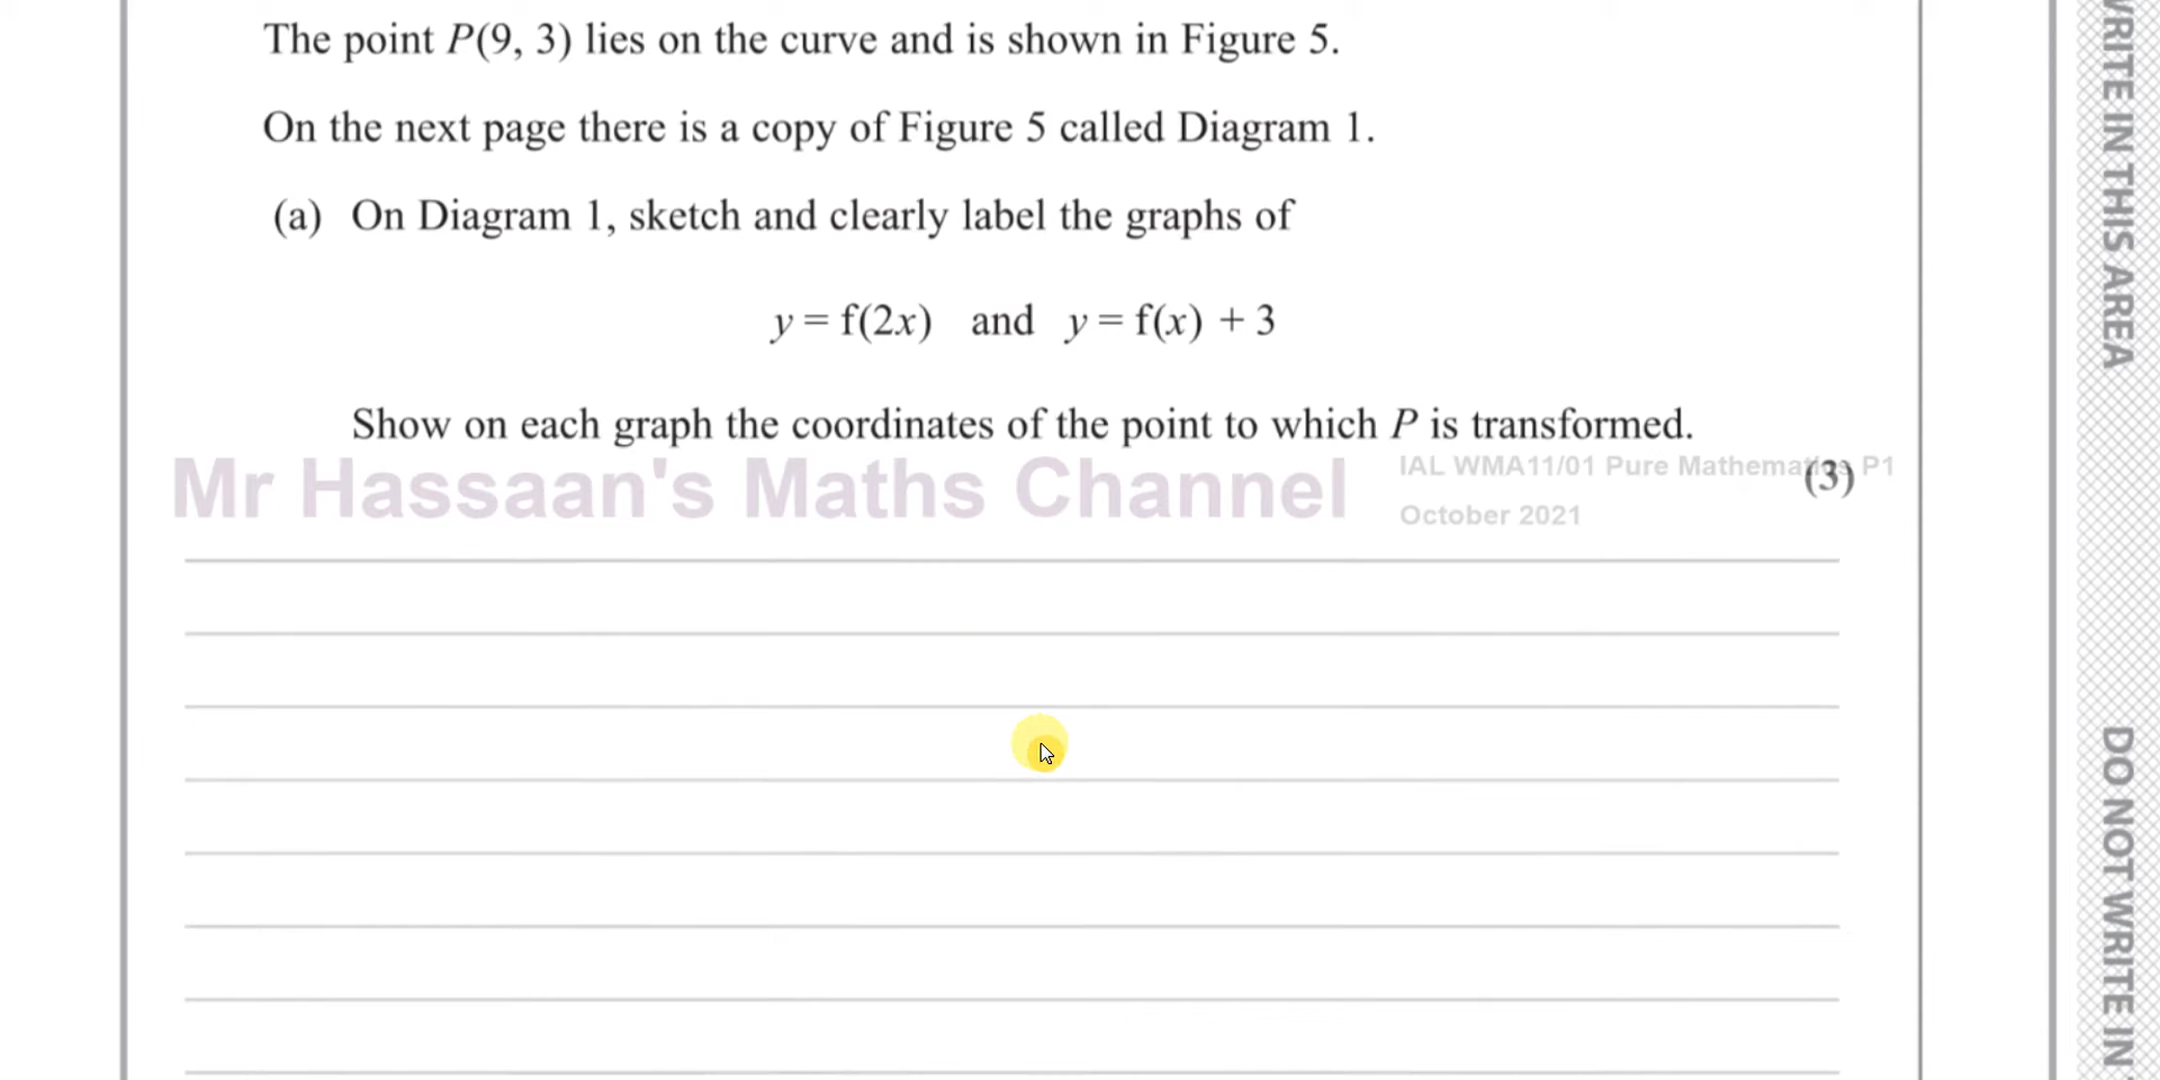 The point P(9, 3) lies on the curve and is shown in Figure 5.
On the next page there is a copy of Figure 5 called Diagram 1.
(a) On Diagram 1, sketch and clearly label the graphs of
y = f(2x) and y = f(x) + 3
Show on each graph the coordinates of the point to which P is transformed.
(3)
Mr Hassaan's Maths Channel
IAL WMA11/01 Pure Mathematics P1
October 2021
WRITE IN THIS AREA
DO NOT WRITE IN